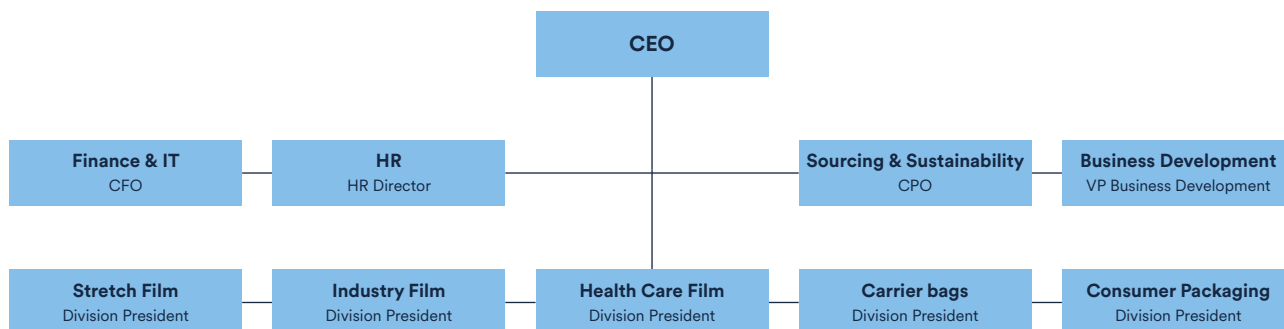 CEO
Finance & IT
CFO
HR
HR Director
Sourcing & Sustainability
CPO
Business Development
VP Business Development
Stretch Film
Division President
Industry Film
Division President
Health Care Film
Division President
Carrier bags
Division President
Consumer Packaging
Division President